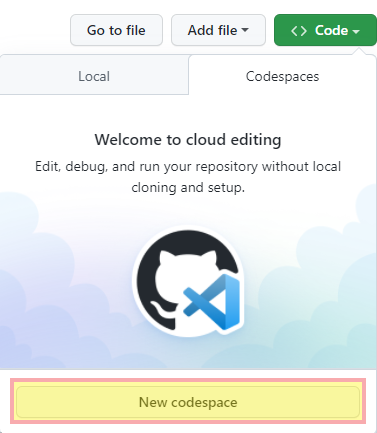 Go to file
Add file
Code
Local
Codespaces
Welcome to cloud editing
Edit, debug, and run your repository without local
cloning and setup.
New codespace